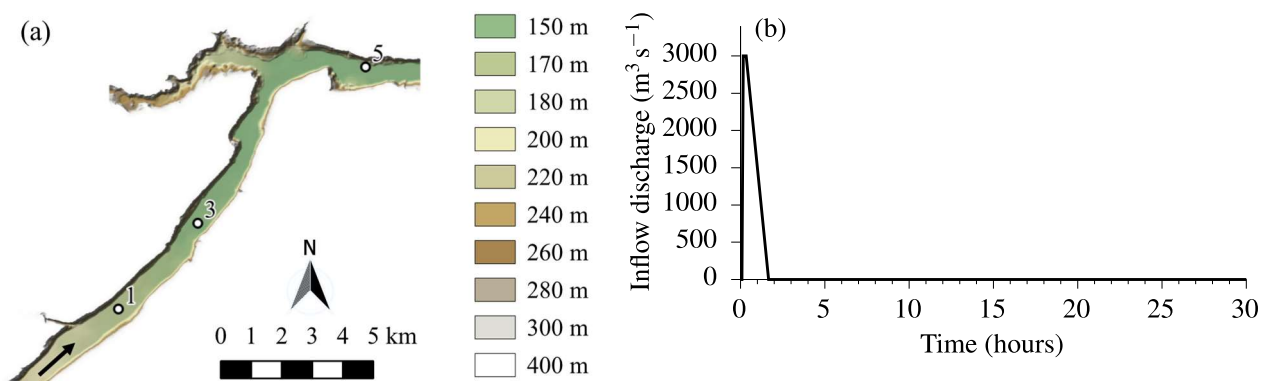 (a)
5
3
1
N
0 1 2 3 4 5 km
150 m
170 m
180 m
200 m
220 m
240 m
260 m
280 m
300 m
400 m
(b)
Inflow discharge (m³ s⁻¹)
3000
2500
2000
1500
1000
500
0
0 5 10 15 20 25 30
Time (hours)